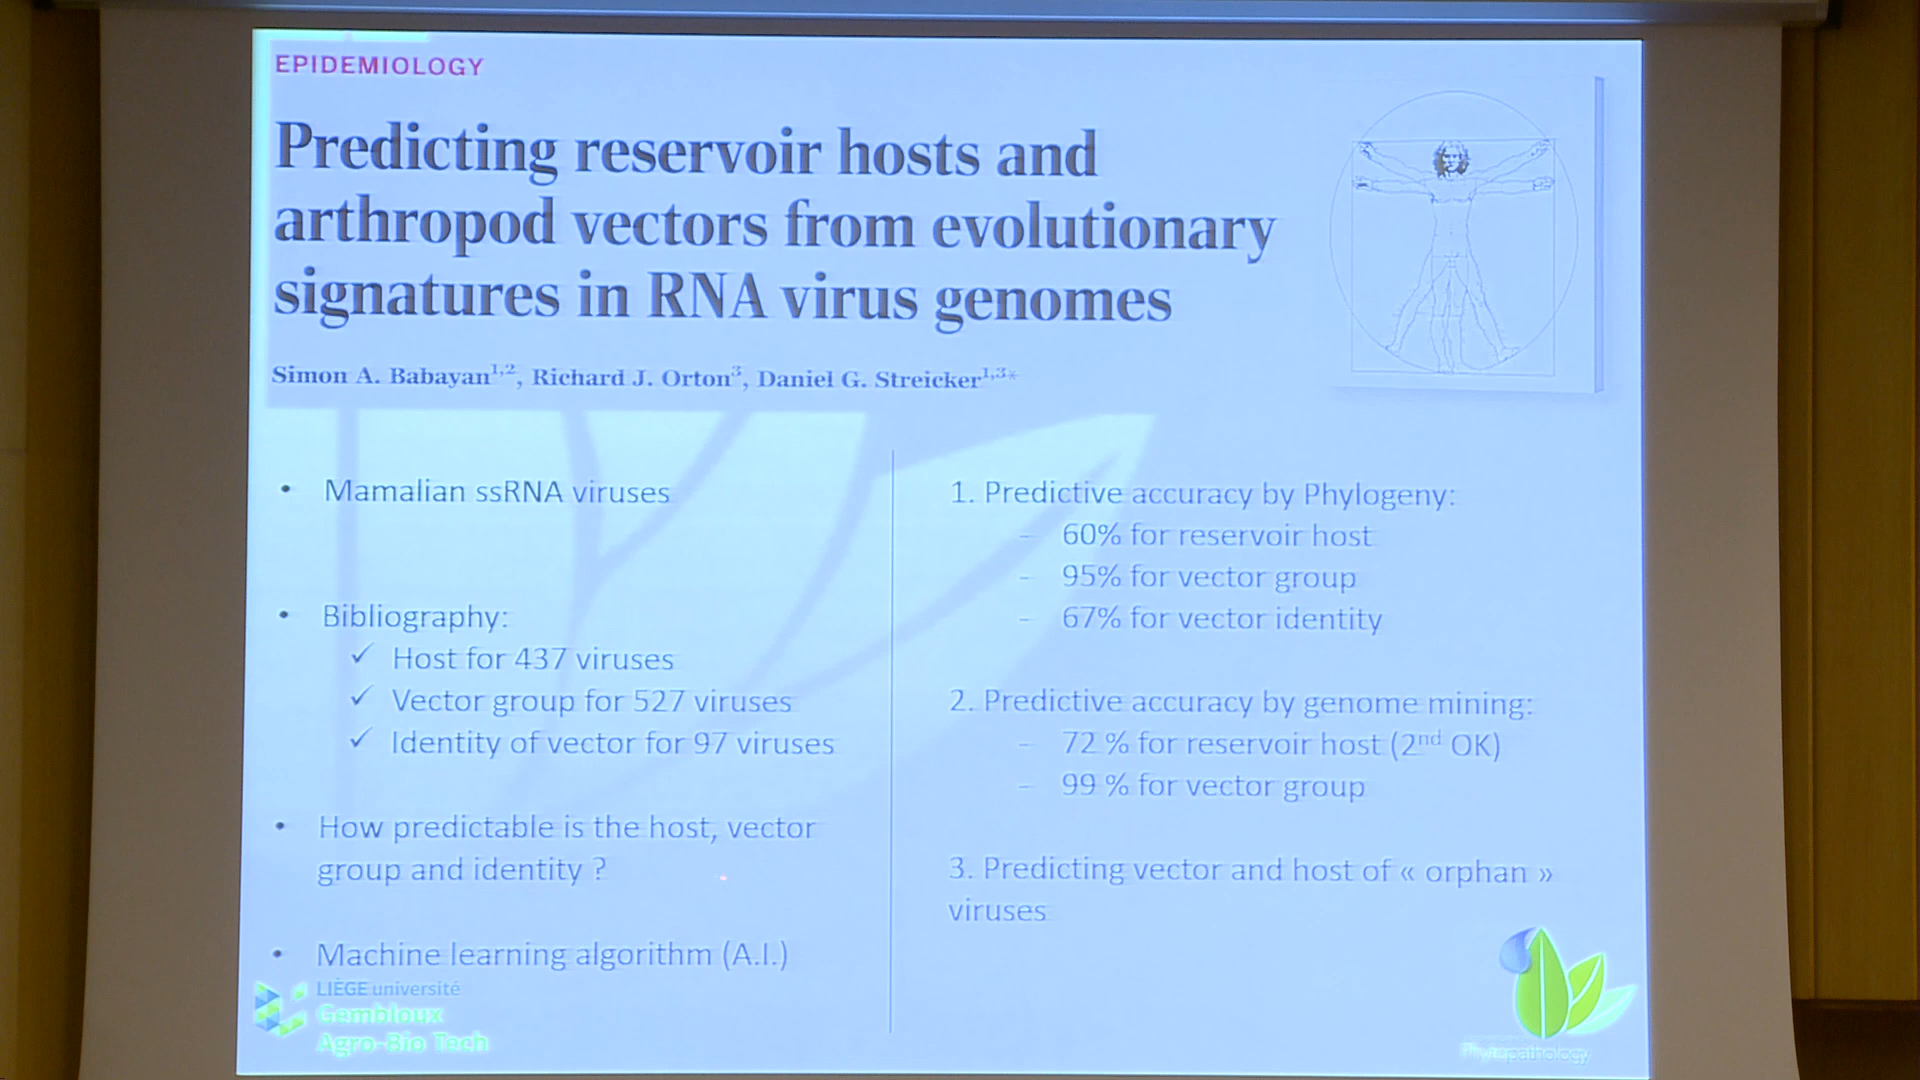 EPIDEMIOLOGY
Predicting reservoir hosts and
arthropod vectors from evolutionary
signatures in RNA virus genomes
Simon A. Babayan1,2, Richard J. Orton3, Daniel G. Streicker1,3*
• Mamalian ssRNA viruses
• Bibliography:
✓ Host for 437 viruses
✓ Vector group for 527 viruses
✓ Identity of vector for 97 viruses
• How predictable is the host, vector
group and identity ?
• Machine learning algorithm (A.I.)
1. Predictive accuracy by Phylogeny:
- 60% for reservoir host
- 95% for vector group
- 67% for vector identity
2. Predictive accuracy by genome mining:
- 72 % for reservoir host (2nd OK)
- 99 % for vector group
3. Predicting vector and host of « orphan »
viruses
LIÈGE université
Gembloux
Agro-Bio Tech
Phytopathology